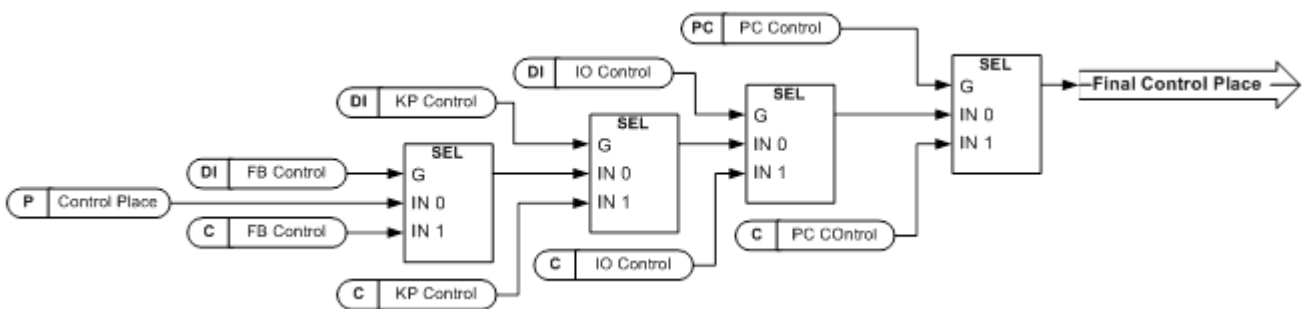 PC PC Control
SEL
G
IN 0
IN 1
Final Control Place
DI IO Control
SEL
G
IN 0
IN 1
DI KP Control
SEL
G
IN 0
IN 1
DI FB Control
SEL
G
IN 0
IN 1
P Control Place
C FB Control
C PC COntrol
C IO Control
C KP Control